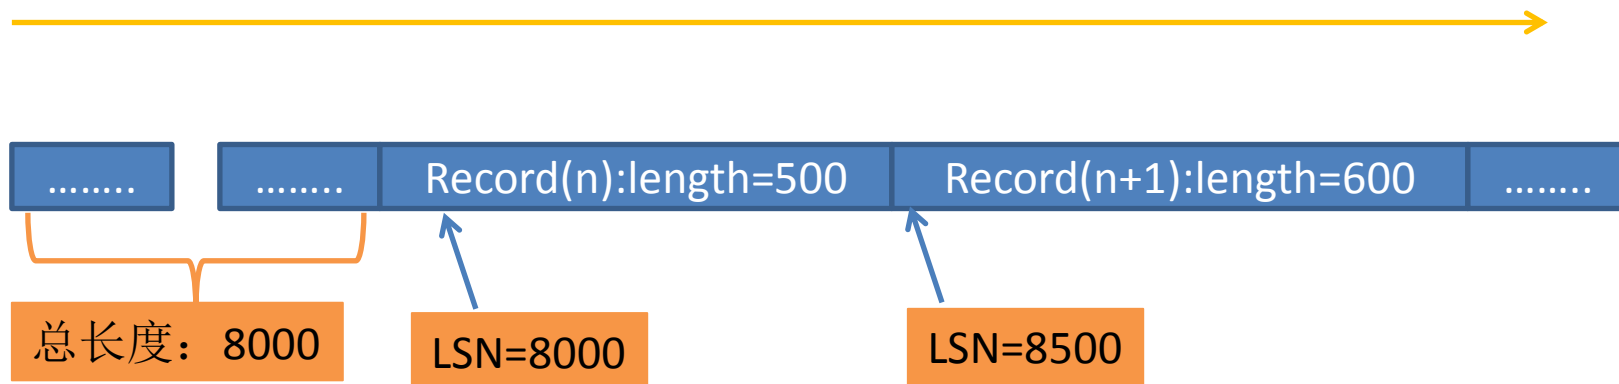 ........ ........ Record(n):length=500 Record(n+1):length=600 ........
总长度：8000 LSN=8000 LSN=8500